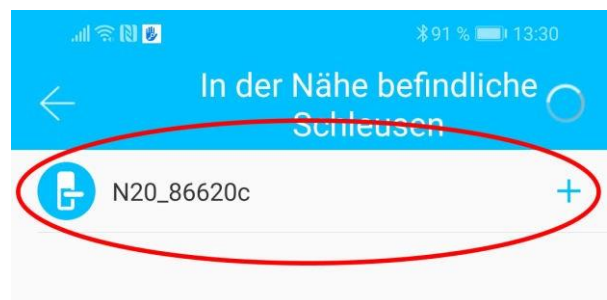 91 % 13:30
In der Nähe befindliche
Schleusen
N20_86620c